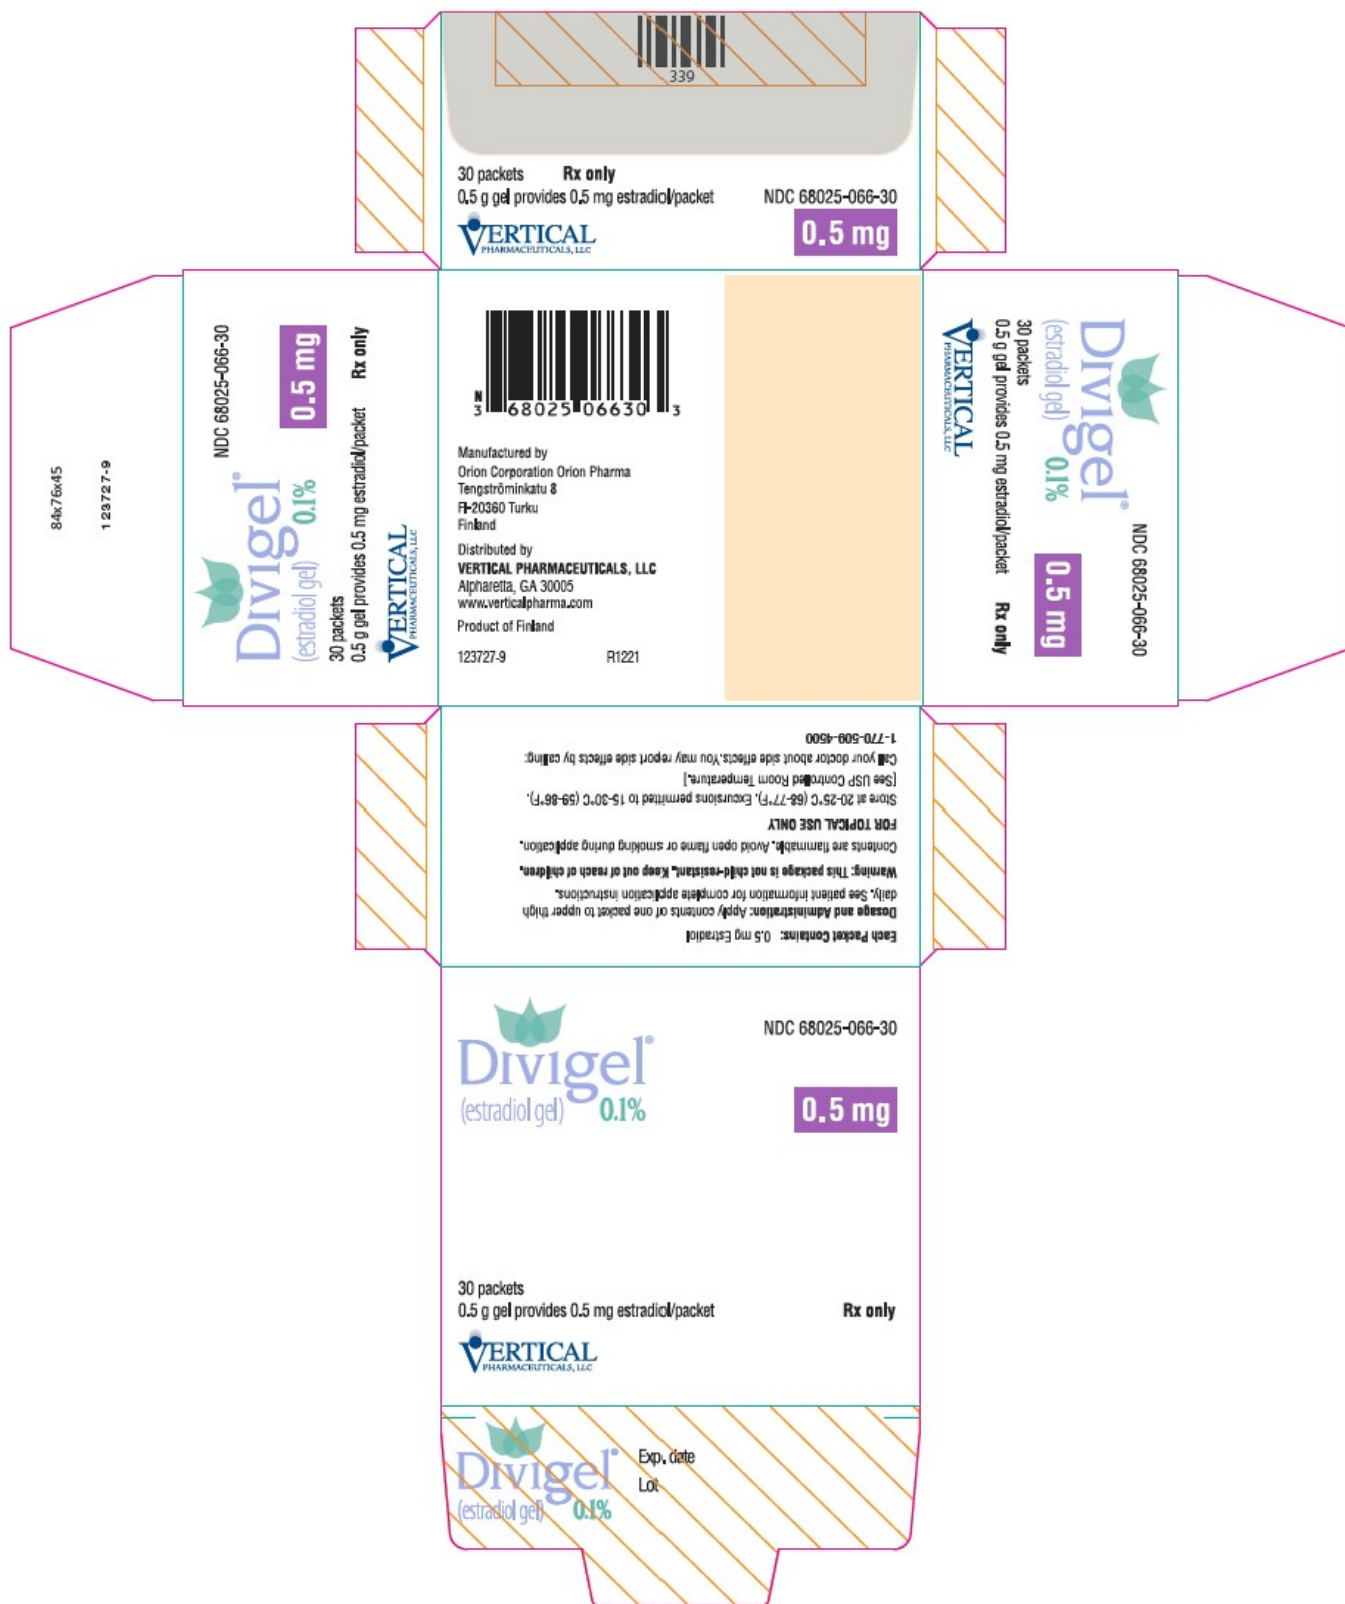 339
30 packets Rx only
0.5 g gel provides 0.5 mg estradiol/packet NDC 68025-066-30
VERTICAL
PHARMACEUTICALS, LLC
0.5 mg
84x76x45
123727-9
NDC 68025-066-30
0.5 mg
Divigel®
(estradiol gel) 0.1%
30 packets
0.5 g gel provides 0.5 mg estradiol/packet Rx only
VERTICAL
PHARMACEUTICALS, LLC
N
3 68025 06630 3
Manufactured by
Orion Corporation Orion Pharma
Tengströminkatu 8
FI-20360 Turku
Finland
Distributed by
VERTICAL PHARMACEUTICALS, LLC
Alpharetta, GA 30005
www.verticalpharma.com
Product of Finland
123727-9 R1221
Divigel®
(estradiol gel) 0.1%
NDC 68025-066-30
0.5 mg
30 packets
0.5 g gel provides 0.5 mg estradiol/packet Rx only
VERTICAL
PHARMACEUTICALS, LLC
Each Packet Contains: 0.5 mg Estradiol
Dosage and Administration: Apply contents of one packet to upper thigh
daily. See patient information for complete application instructions.
Warning: This package is not child-resistant. Keep out of reach of children.
Contents are flammable. Avoid open flame or smoking during application.
FOR TOPICAL USE ONLY
Store at 20-25°C (68-77°F). Excursions permitted to 15-30°C (59-86°F).
[See USP Controlled Room Temperature.]
Call your doctor about side effects. You may report side effects by calling:
1-770-509-4500
Divigel®
(estradiol gel) 0.1%
NDC 68025-066-30
0.5 mg
30 packets
0.5 g gel provides 0.5 mg estradiol/packet Rx only
VERTICAL
PHARMACEUTICALS, LLC
Divigel®
(estradiol gel) 0.1%
Exp. date
Lot